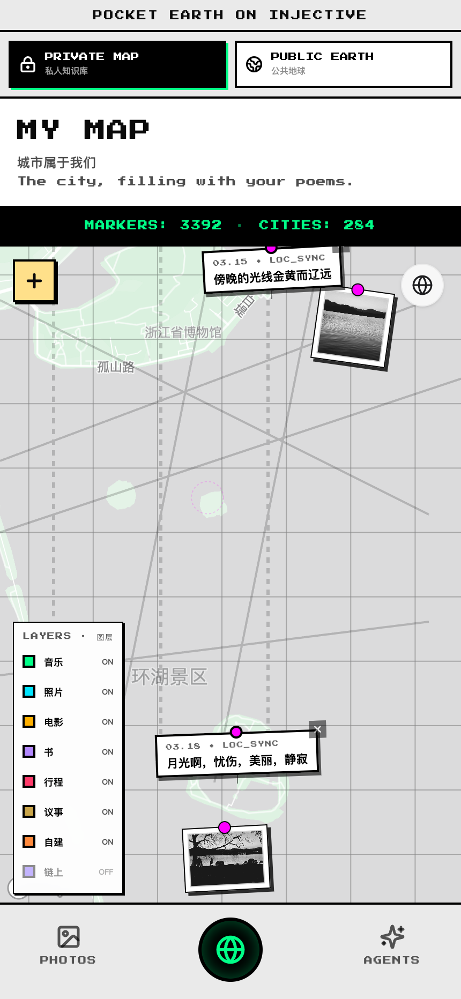 POCKET EARTH ON INJECTIVE
PRIVATE MAP
私人知识库
PUBLIC EARTH
公共地球
MY MAP
城市属于我们
The city, filling with your poems.
MARKERS: 3392 · CITIES: 284
03.15 • LOC_SYNC
傍晚的光线金黄而辽远
浙江省博物馆
孤山路
LAYERS · 图层
音乐 ON
照片 ON
电影 ON
书 ON
行程 ON
议事 ON
自建 ON
链上 OFF
环湖景区
03.18 • LOC_SYNC
月光啊，忧伤，美丽，静寂
PHOTOS
AGENTS